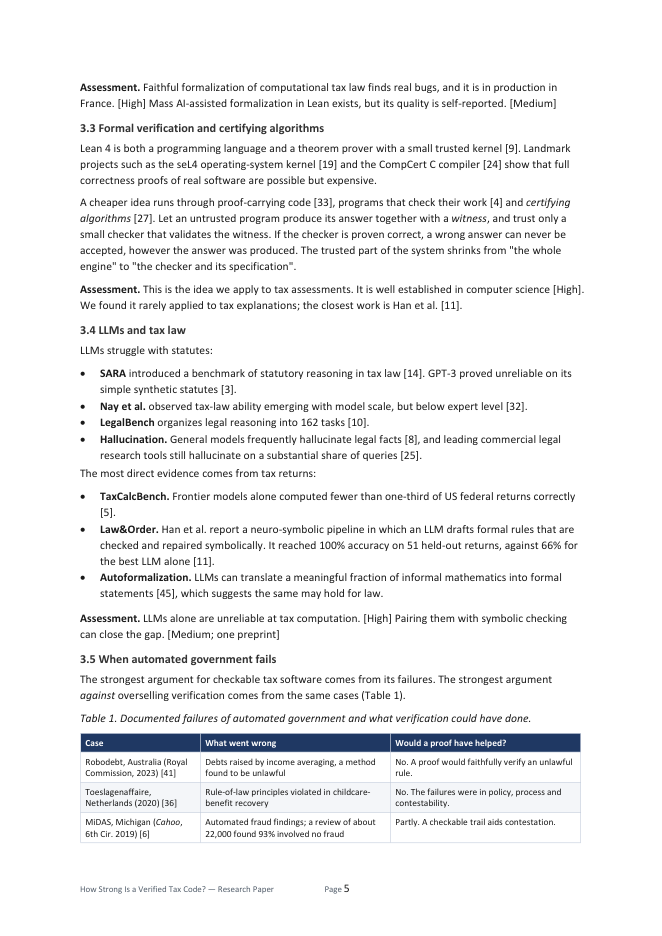 Assessment. Faithful formalization of computational tax law finds real bugs, and it is in production in
France. [High] Mass AI-assisted formalization in Lean exists, but its quality is self-reported. [Medium]
3.3 Formal verification and certifying algorithms
Lean 4 is both a programming language and a theorem prover with a small trusted kernel [9]. Landmark
projects such as the seL4 operating-system kernel [19] and the CompCert C compiler [24] show that full
correctness proofs of real software are possible but expensive.
A cheaper idea runs through proof-carrying code [33], programs that check their work [4] and certifying
algorithms [27]. Let an untrusted program produce its answer together with a witness, and trust only a
small checker that validates the witness. If the checker is proven correct, a wrong answer can never be
accepted, however the answer was produced. The trusted part of the system shrinks from "the whole
engine" to "the checker and its specification".
Assessment. This is the idea we apply to tax assessments. It is well established in computer science [High].
We found it rarely applied to tax explanations; the closest work is Han et al. [11].
3.4 LLMs and tax law
LLMs struggle with statutes:
• SARA introduced a benchmark of statutory reasoning in tax law [14]. GPT-3 proved unreliable on its
simple synthetic statutes [3].
• Nay et al. observed tax-law ability emerging with model scale, but below expert level [32].
• LegalBench organizes legal reasoning into 162 tasks [10].
• Hallucination. General models frequently hallucinate legal facts [8], and leading commercial legal
research tools still hallucinate on a substantial share of queries [25].
The most direct evidence comes from tax returns:
• TaxCalcBench. Frontier models alone computed fewer than one-third of US federal returns correctly
[5].
• Law&Order. Han et al. report a neuro-symbolic pipeline in which an LLM drafts formal rules that are
checked and repaired symbolically. It reached 100% accuracy on 51 held-out returns, against 66% for
the best LLM alone [11].
• Autoformalization. LLMs can translate a meaningful fraction of informal mathematics into formal
statements [45], which suggests the same may hold for law.
Assessment. LLMs alone are unreliable at tax computation. [High] Pairing them with symbolic checking
can close the gap. [Medium; one preprint]
3.5 When automated government fails
The strongest argument for checkable tax software comes from its failures. The strongest argument
against overselling verification comes from the same cases (Table 1).
Table 1. Documented failures of automated government and what verification could have done.
Case What went wrong Would a proof have helped?
Robodebt, Australia (Royal Debts raised by income averaging, a method No. A proof would faithfully verify an unlawful
Commission, 2023) [41] found to be unlawful rule.
Toeslagenaffaire, Rule-of-law principles violated in childcare- No. The failures were in policy, process and
Netherlands (2020) [36] benefit recovery contestability.
MiDAS, Michigan (Cahoo, Automated fraud findings; a review of about Partly. A checkable trail aids contestation.
6th Cir. 2019) [6] 22,000 found 93% involved no fraud
How Strong Is a Verified Tax Code? — Research Paper Page 5